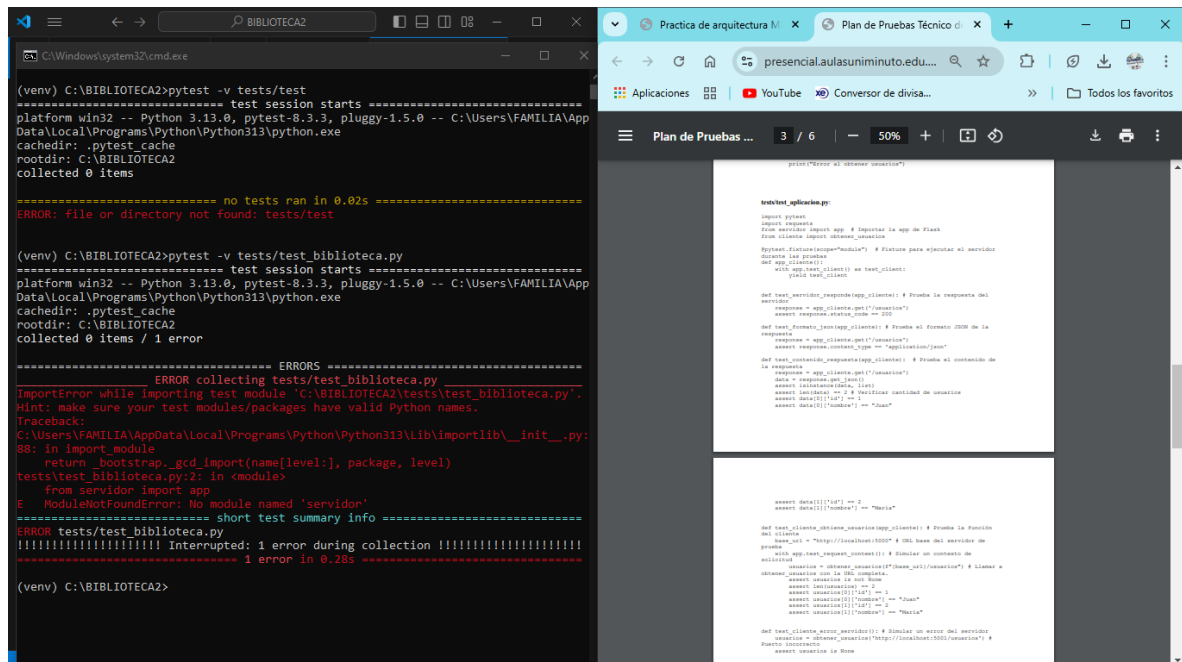 BIBLIOTECA2
C:\Windows\system32\cmd.exe
(venv) C:\BIBLIOTECA2>pytest -v tests/test
============================ test session starts =============================
platform win32 -- Python 3.13.0, pytest-8.3.3, pluggy-1.5.0 -- C:\Users\FAMILIA\App
Data\Local\Programs\Python\Python313\python.exe
cachedir: .pytest_cache
rootdir: C:\BIBLIOTECA2
collected 0 items
=========================== no tests ran in 0.02s ============================
ERROR: file or directory not found: tests/test
(venv) C:\BIBLIOTECA2>pytest -v tests/test_biblioteca.py
============================ test session starts =============================
platform win32 -- Python 3.13.0, pytest-8.3.3, pluggy-1.5.0 -- C:\Users\FAMILIA\App
Data\Local\Programs\Python\Python313\python.exe
cachedir: .pytest_cache
rootdir: C:\BIBLIOTECA2
collected 0 items / 1 error
================================== ERRORS ==================================
__________________ ERROR collecting tests/test_biblioteca.py ___________________
ImportError while importing test module 'C:\BIBLIOTECA2\tests\test_biblioteca.py'.
Hint: make sure your test modules/packages have valid Python names.
Traceback:
C:\Users\FAMILIA\AppData\Local\Programs\Python\Python313\Lib\importlib\__init__.py:
88: in import_module
return _bootstrap._gcd_import(name[level:], package, level)
tests\test_biblioteca.py:2: in <module>
from servidor import app
E   ModuleNotFoundError: No module named 'servidor'
========================== short test summary info ===========================
ERROR tests/test_biblioteca.py
!!!!!!!!!!!!!!!!!!! Interrupted: 1 error during collection !!!!!!!!!!!!!!!!!!!
============================= 1 error in 0.28s =============================
(venv) C:\BIBLIOTECA2>
Practica de arquitectura M
Plan de Pruebas Técnico d
presencial.aulasuniminuto.edu....
Aplicaciones
YouTube
Conversor de divisa...
Todos los favoritos
Plan de Pruebas ...
3 / 6
50%
print("Error al obtener usuarios")
tests/test_aplicacion.py:
import pytest
import requests
from servidor import app # Importar la app de Flask
from cliente import obtener_usuarios
@pytest.fixture(scope="module") # Fixture para ejecutar el servidor
durante las pruebas
def app_cliente():
with app.test_client() as test_client:
yield test_client
def test_servidor_responde(app_cliente): # Prueba la respuesta del
servidor
response = app_cliente.get("/usuarios")
assert response.status_code == 200
def test_formato_json(app_cliente): # Prueba el formato JSON de la
respuesta
response = app_cliente.get("/usuarios")
assert response.content_type == "application/json"
def test_contenido_respuesta(app_cliente): # Prueba el contenido de
la respuesta
response = app_cliente.get("/usuarios")
data = response.get_json()
assert isinstance(data, list)
assert len(data) == 2 # Verificar cantidad de usuarios
assert data[0]['id'] == 1
assert data[0]['nombre'] == "Juan"
assert data[1]['id'] == 2
assert data[1]['nombre'] == "Maria"
def test_cliente_obtiene_usuarios(app_cliente): # Prueba la función
del cliente
base_url = "http://localhost:5000" # URL base del servidor de
prueba
with app.test_request_context(): # Simular un contexto de
solicitud
usuarios = obtener_usuarios(f"{base_url}/usuarios") # Llamar a
obtener_usuarios con la URL completa.
assert usuarios is not None
assert len(usuarios) == 2
assert usuarios[0]['id'] == 1
assert usuarios[0]['nombre'] == "Juan"
assert usuarios[1]['id'] == 2
assert usuarios[1]['nombre'] == "Maria"
def test_cliente_error_servidor(): # Simular un error del servidor
usuarios = obtener_usuarios("http://localhost:5001/usuarios") #
Puerto incorrecto
assert usuarios is None